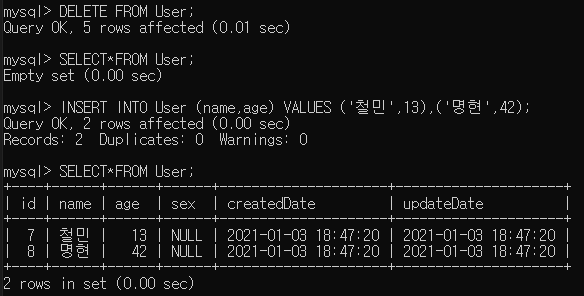 mysql> DELETE FROM User;
Query OK, 5 rows affected (0.01 sec)
mysql> SELECT*FROM User;
Empty set (0.00 sec)
mysql> INSERT INTO User (name,age) VALUES ('철민',13),('명현',42);
Query OK, 2 rows affected (0.00 sec)
Records: 2  Duplicates: 0  Warnings: 0
mysql> SELECT*FROM User;
+----+------+------+------+---------------------+---------------------+
| id | name | age | sex | createdDate | updateDate |
+----+------+------+------+---------------------+---------------------+
| 7 | 철민 | 13 | NULL | 2021-01-03 18:47:20 | 2021-01-03 18:47:20 |
| 8 | 명현 | 42 | NULL | 2021-01-03 18:47:20 | 2021-01-03 18:47:20 |
+----+------+------+------+---------------------+---------------------+
2 rows in set (0.00 sec)